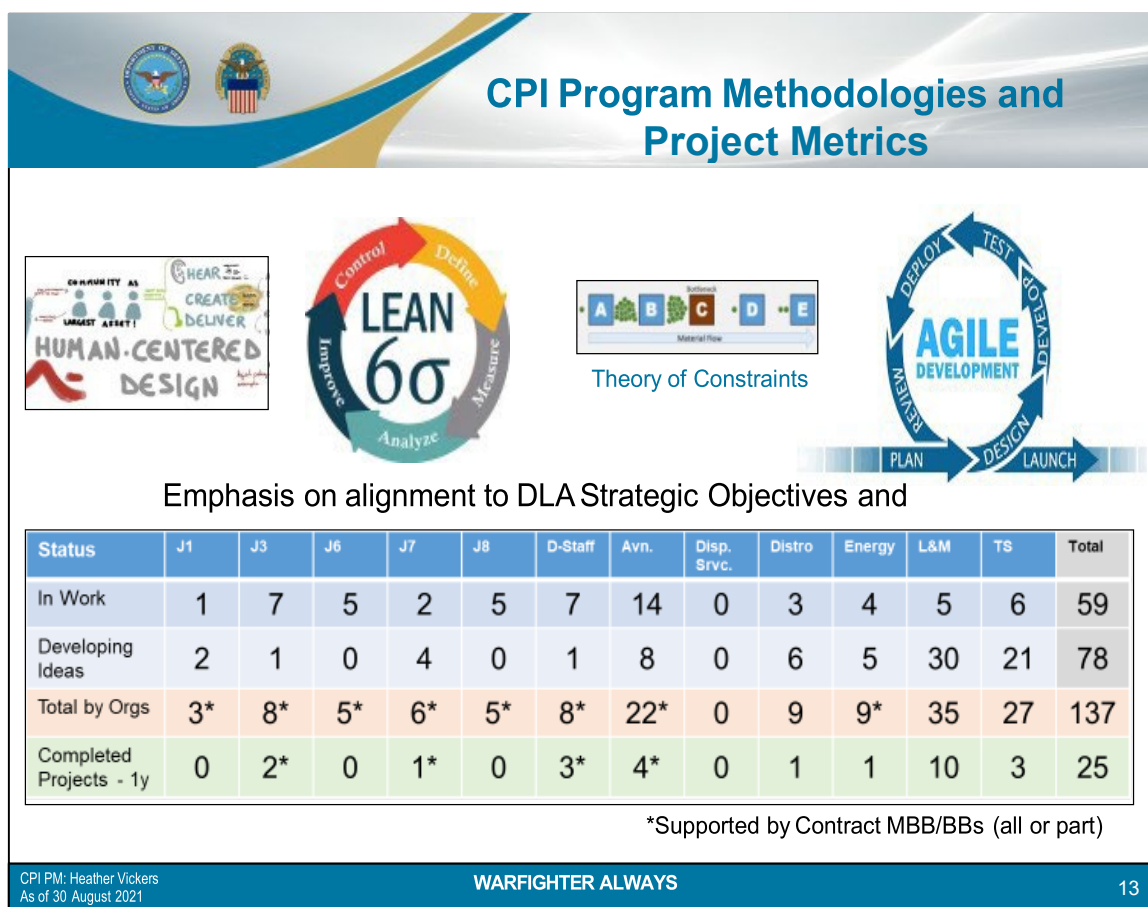 CPI Program Methodologies and
Project Metrics
COMMUNITY AS
LARGEST ASSET!
HEAR
CREATE
DELIVER
HUMAN-CENTERED
DESIGN
LEAN
6σ
Control
Define
Measure
Analyze
Improve
Bottleneck
A B C D E
Material flow
Theory of Constraints
AGILE
DEVELOPMENT
DEPLOY
TEST
DEVELOP
REVIEW
DESIGN
PLAN
LAUNCH
Emphasis on alignment to DLA Strategic Objectives and
Status J1 J3 J6 J7 J8 D-Staff Avn. Disp. Srvc. Distro Energy L&M TS Total
In Work 1 7 5 2 5 7 14 0 3 4 5 6 59
Developing Ideas 2 1 0 4 0 1 8 0 6 5 30 21 78
Total by Orgs 3* 8* 5* 6* 5* 8* 22* 0 9 9* 35 27 137
Completed Projects - 1y 0 2* 0 1* 0 3* 4* 0 1 1 10 3 25
*Supported by Contract MBB/BBs (all or part)
CPI PM: Heather Vickers
As of 30 August 2021
WARFIGHTER ALWAYS
13